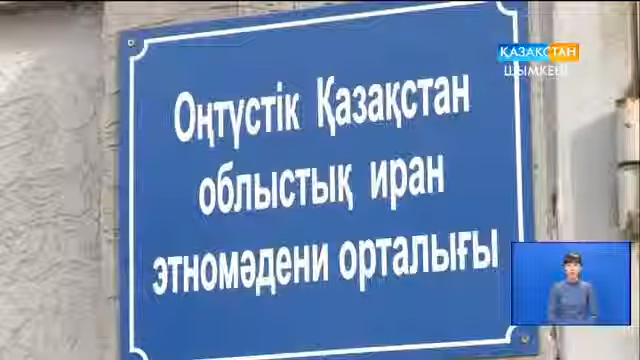 ҚАЗАҚСТАН
ШЫМКЕНТ
Оңтүстік Қазақстан
облыстық иран
этномәдени орталығы